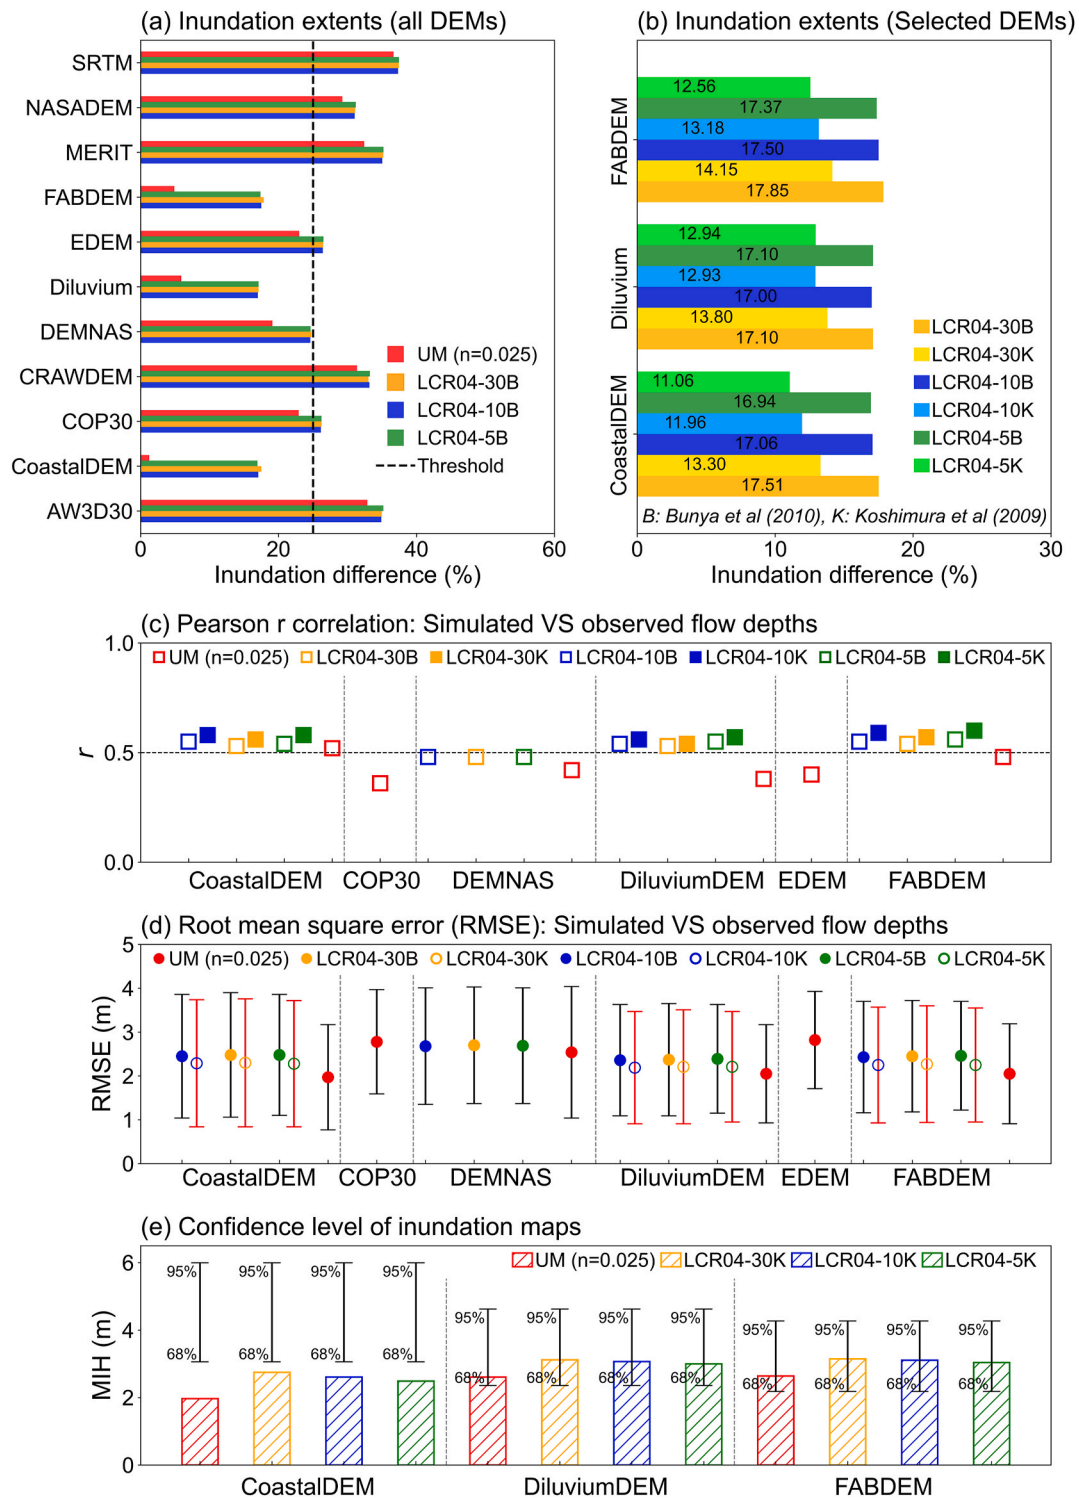 (a) Inundation extents (all DEMs)
SRTM
NASADEM
MERIT
FABDEM
EDEM
Diluvium
DEMNAS
CRAWDEM
COP30
CoastalDEM
AW3D30
UM (n=0.025)
LCR04-30B
LCR04-10B
LCR04-5B
Threshold
0 20 40 60
Inundation difference (%)
(b) Inundation extents (Selected DEMs)
FABDEM
12.56
17.37
13.18
17.50
14.15
17.85
Diluvium
12.94
17.10
12.93
17.00
13.80
17.10
CoastalDEM
11.06
16.94
11.96
17.06
13.30
17.51
LCR04-30B
LCR04-30K
LCR04-10B
LCR04-10K
LCR04-5B
LCR04-5K
B: Bunya et al (2010), K: Koshimura et al (2009)
0 10 20 30
Inundation difference (%)
(c) Pearson r correlation: Simulated VS observed flow depths
UM (n=0.025) LCR04-30B LCR04-30K LCR04-10B LCR04-10K LCR04-5B LCR04-5K
1.0
0.5
0.0
r
CoastalDEM COP30 DEMNAS DiluviumDEM EDEM FABDEM
(d) Root mean square error (RMSE): Simulated VS observed flow depths
UM (n=0.025) LCR04-30B LCR04-30K LCR04-10B LCR04-10K LCR04-5B LCR04-5K
5
4
3
2
1
0
RMSE (m)
CoastalDEM COP30 DEMNAS DiluviumDEM EDEM FABDEM
(e) Confidence level of inundation maps
UM (n=0.025) LCR04-30K LCR04-10K LCR04-5K
6
4
2
0
MIH (m)
95% 95% 95% 95%
68% 68% 68% 68%
95% 95% 95% 95%
68% 68% 68% 68%
95% 95% 95% 95%
68% 68% 68% 68%
CoastalDEM DiluviumDEM FABDEM